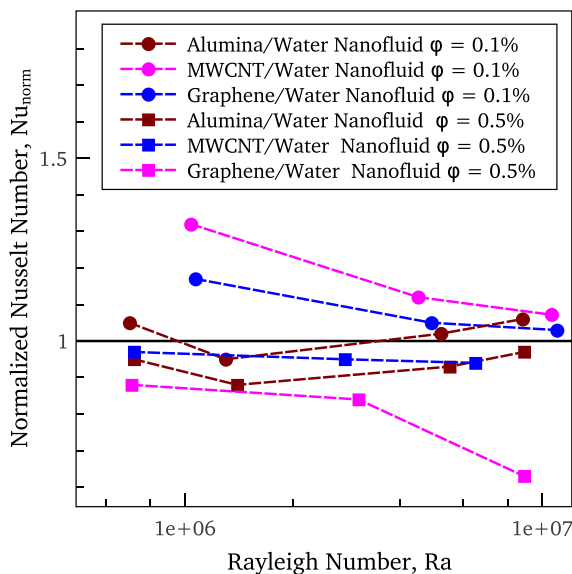 Alumina/Water Nanofluid φ = 0.1%
MWCNT/Water Nanofluid φ = 0.1%
Graphene/Water Nanofluid φ = 0.1%
Alumina/Water Nanofluid φ = 0.5%
MWCNT/Water Nanofluid φ = 0.5%
Graphene/Water Nanofluid φ = 0.5%
Normalized Nusselt Number, Nu_norm
1.5
1
1e+06
1e+07
Rayleigh Number, Ra